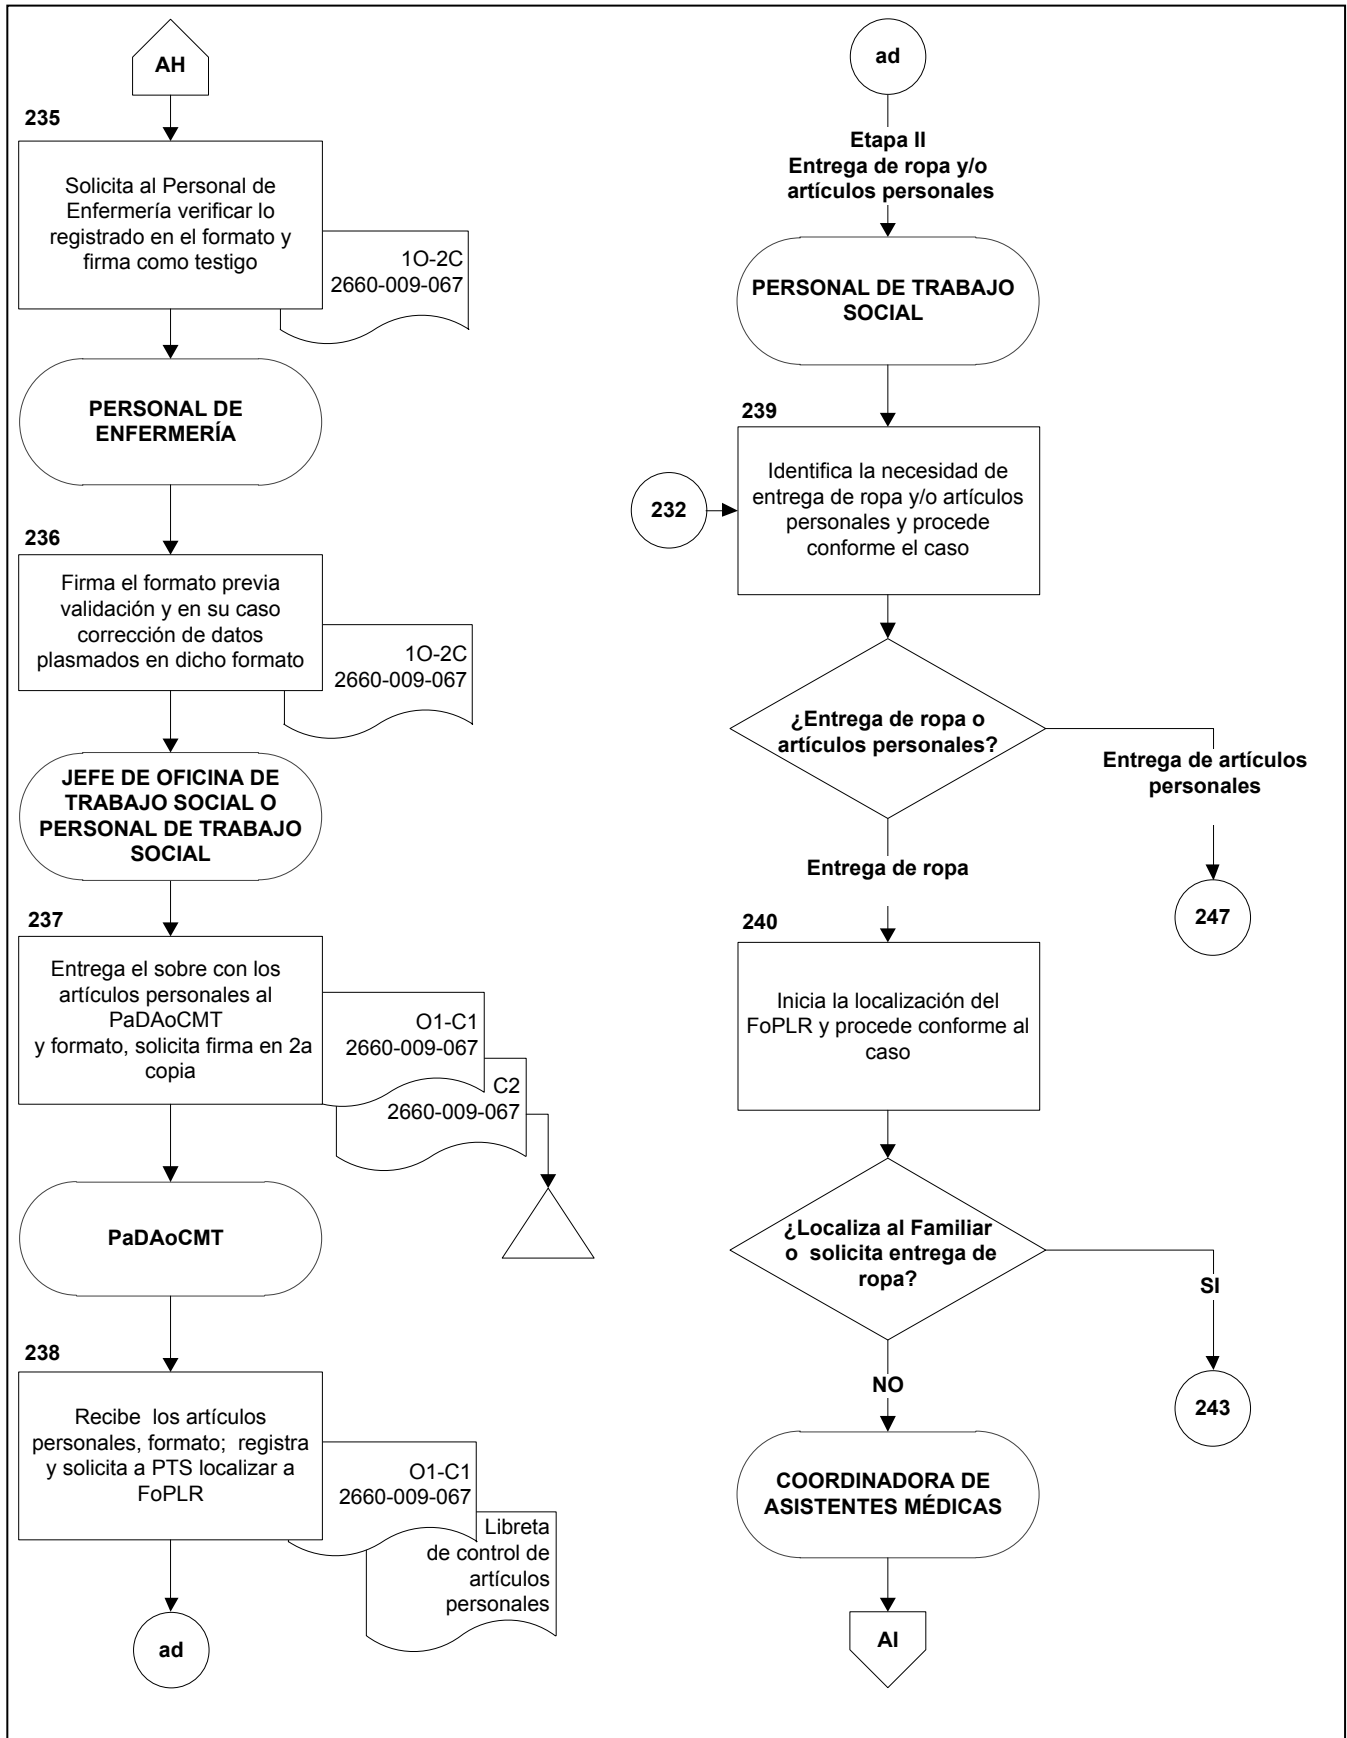 AH
235
Solicita al Personal de
Enfermería verificar lo
registrado en el formato y
firma como testigo
1O-2C
2660-009-067
PERSONAL DE
ENFERMERÍA
236
Firma el formato previa
validación y en su caso
corrección de datos
plasmados en dicho formato
1O-2C
2660-009-067
JEFE DE OFICINA DE
TRABAJO SOCIAL O
PERSONAL DE TRABAJO
SOCIAL
237
Entrega el sobre con los
artículos personales al
PaDAoCMT
y formato, solicita firma en 2a
copia
O1-C1
2660-009-067
C2
2660-009-067
PaDAoCMT
238
Recibe los artículos
personales, formato; registra
y solicita a PTS localizar a
FoPLR
O1-C1
2660-009-067
Libreta
de control de
artículos
personales
ad
ad
Etapa II
Entrega de ropa y/o
artículos personales
PERSONAL DE TRABAJO
SOCIAL
239
Identifica la necesidad de
entrega de ropa y/o artículos
personales y procede
conforme el caso
232
¿Entrega de ropa o
artículos personales?
Entrega de artículos
personales
247
Entrega de ropa
240
Inicia la localización del
FoPLR y procede conforme al
caso
¿Localiza al Familiar
o solicita entrega de
ropa?
SI
243
NO
COORDINADORA DE
ASISTENTES MÉDICAS
AI